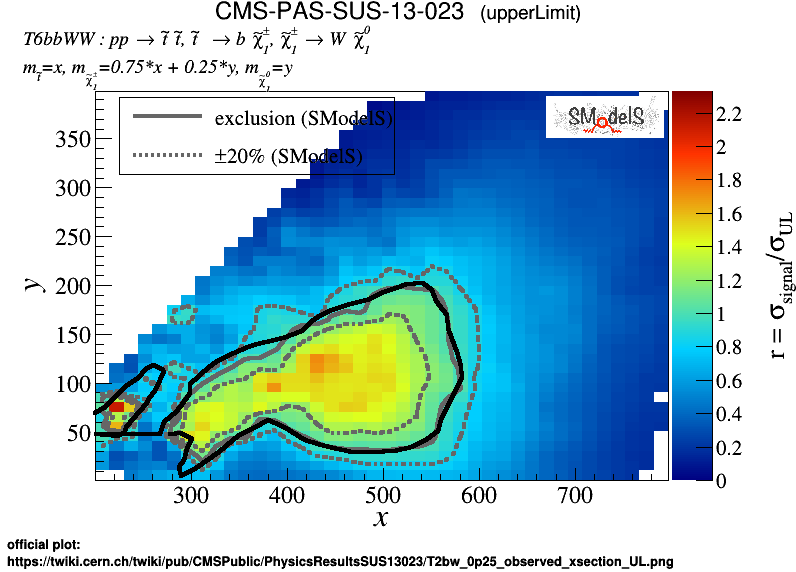 CMS-PAS-SUS-13-023 (upperLimit)
T6bbWW : pp → t̃ t̃, t̃ → b χ̃₁±, χ̃₁± → W χ̃₁⁰
m_t̃=x, m_χ̃₁±=0.75*x + 0.25*y, m_χ̃₁⁰=y
exclusion (SModelS)
±20% (SModelS)
SModelS
350
300
250
200
150
100
50
y
300 400 500 600 700
x
2.2
2
1.8
1.6
1.4
1.2
1
0.8
0.6
0.4
0.2
0
r = σ_signal/σ_UL
official plot:
https://twiki.cern.ch/twiki/pub/CMSPublic/PhysicsResultsSUS13023/T2bw_0p25_observed_xsection_UL.png